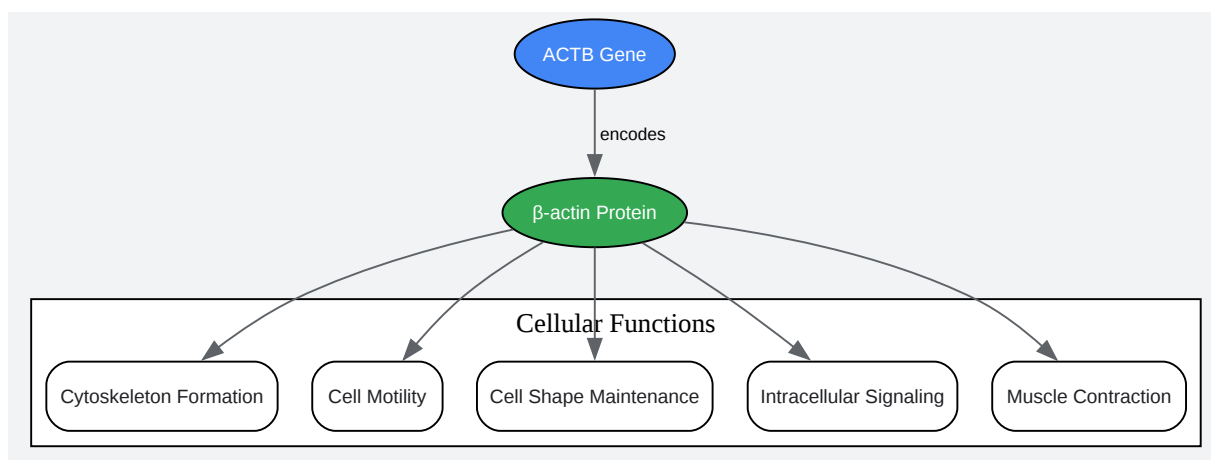 ACTB Gene
encodes
β-actin Protein
Cellular Functions
Cytoskeleton Formation
Cell Motility
Cell Shape Maintenance
Intracellular Signaling
Muscle Contraction